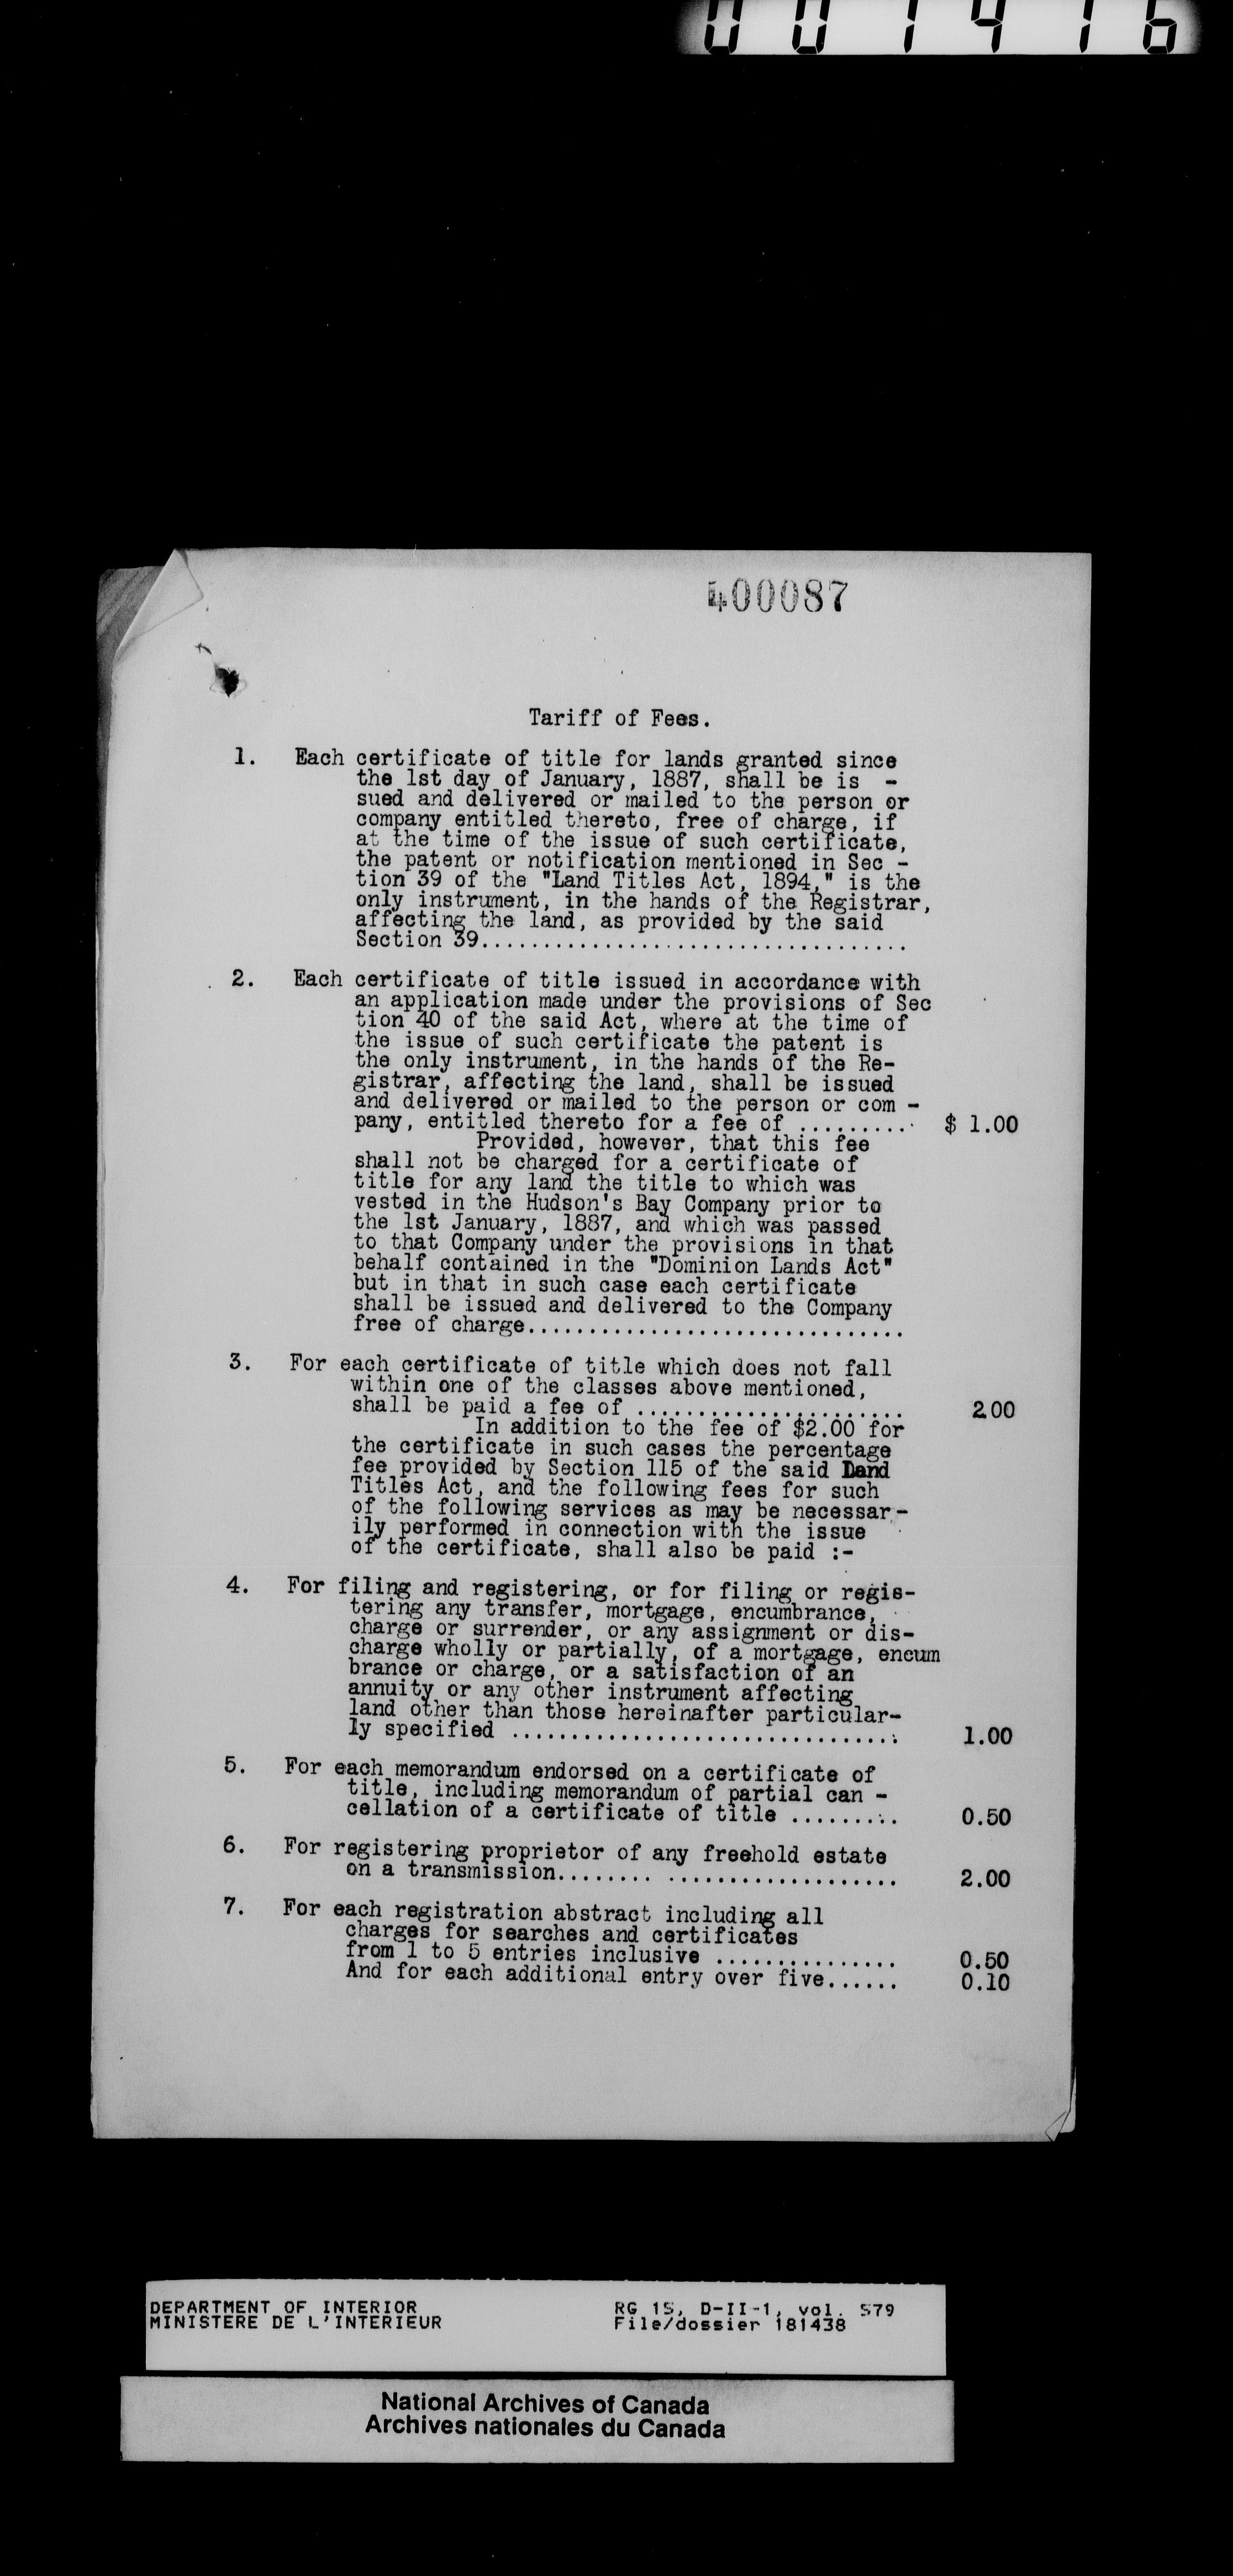 001416
400087
Tariff of Fees.
1. Each certificate of title for lands granted since
the 1st day of January, 1887, shall be is -
sued and delivered or mailed to the person or
company entitled thereto, free of charge, if
at the time of the issue of such certificate,
the patent or notification mentioned in Sec -
tion 39 of the "Land Titles Act, 1894," is the
only instrument, in the hands of the Registrar,
affecting the land, as provided by the said
Section 39..................................
2. Each certificate of title issued in accordance with
an application made under the provisions of Sec
tion 40 of the said Act, where at the time of
the issue of such certificate the patent is
the only instrument, in the hands of the Re-
gistrar, affecting the land, shall be issued
and delivered or mailed to the person or com -
pany, entitled thereto for a fee of .......... $ 1.00
Provided, however, that this fee
shall not be charged for a certificate of
title for any land the title to which was
vested in the Hudson's Bay Company prior to
the 1st January, 1887, and which was passed
to that Company under the provisions in that
behalf contained in the "Dominion Lands Act"
but in that in such case each certificate
shall be issued and delivered to the Company
free of charge...............................
3. For each certificate of title which does not fall
within one of the classes above mentioned,
shall be paid a fee of ...................... 2.00
In addition to the fee of $2.00 for
the certificate in such cases the percentage
fee provided by Section 115 of the said Land
Titles Act, and the following fees for such
of the following services as may be necessar-
ily performed in connection with the issue
of the certificate, shall also be paid :-
4. For filing and registering, or for filing or regis-
tering any transfer, mortgage, encumbrance,
charge or surrender, or any assignment or dis-
charge wholly or partially, of a mortgage, encum
brance or charge, or a satisfaction of an
annuity or any other instrument affecting
land other than those hereinafter particular-
ly specified ................................ 1.00
5. For each memorandum endorsed on a certificate of
title, including memorandum of partial can -
cellation of a certificate of title ......... 0.50
6. For registering proprietor of any freehold estate
on a transmission........ ................... 2.00
7. For each registration abstract including all
charges for searches and certificates
from 1 to 5 entries inclusive ............... 0.50
And for each additional entry over five...... 0.10
DEPARTMENT OF INTERIOR RG 15, D-II-1, vol. 579
MINISTERE DE L'INTERIEUR File/dossier 181438
National Archives of Canada
Archives nationales du Canada